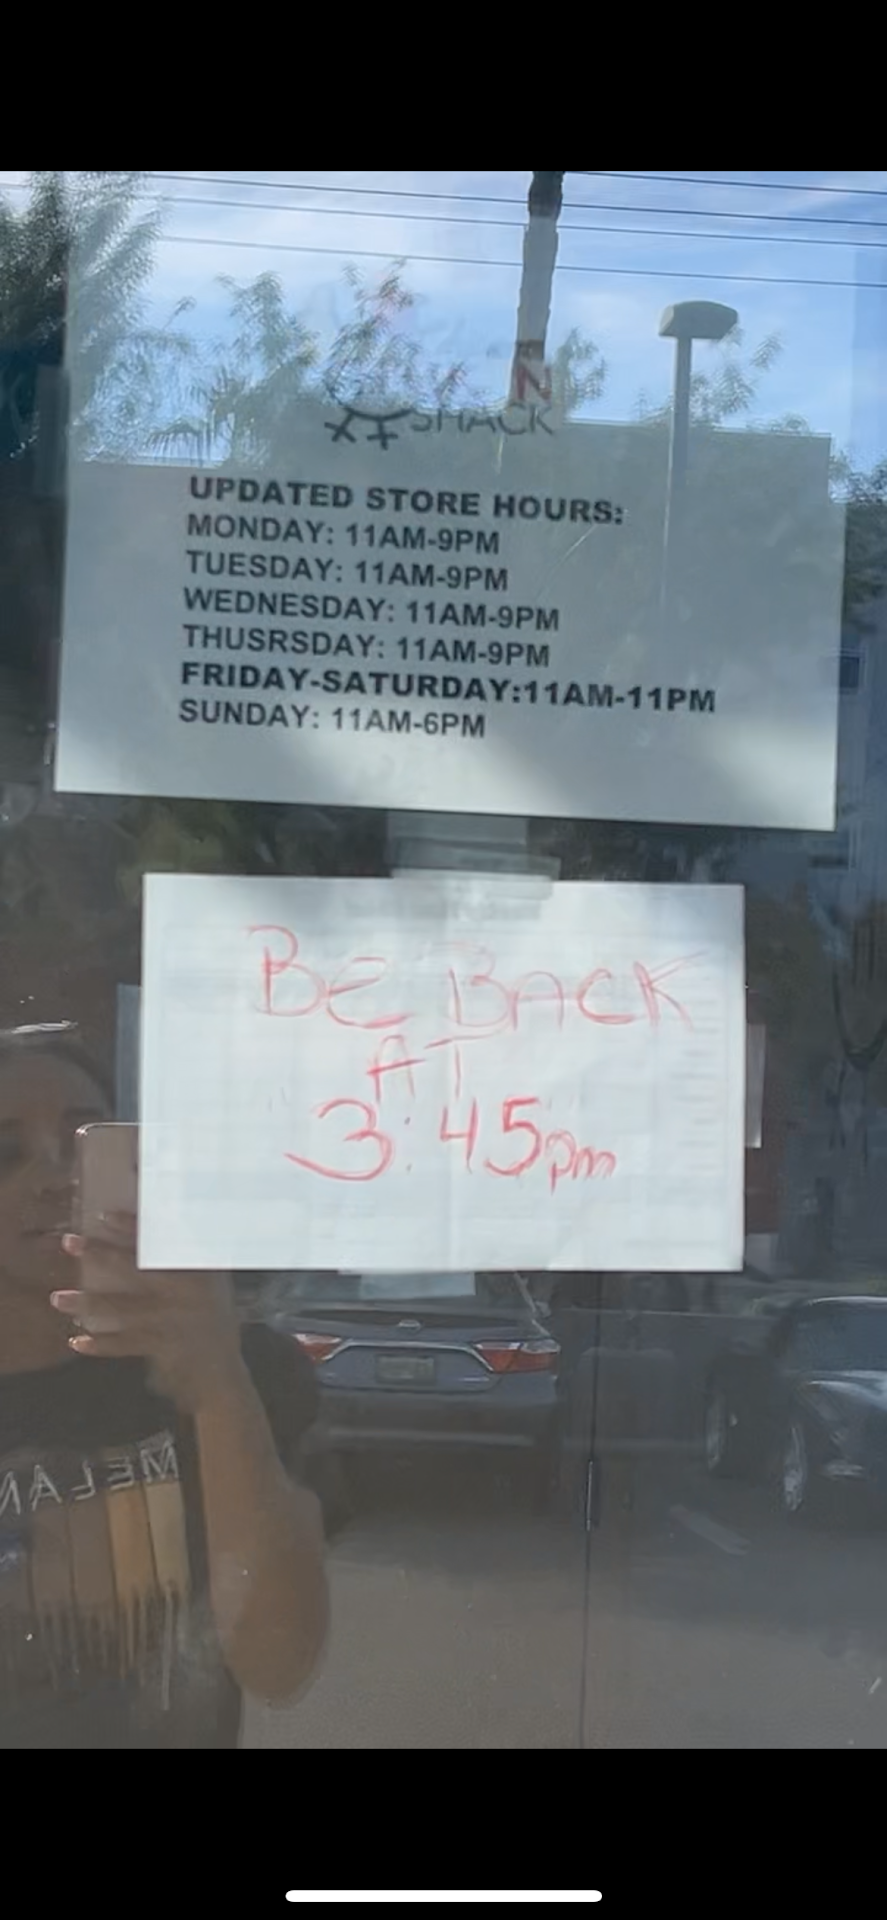 N
SHACK
UPDATED STORE HOURS:
MONDAY: 11AM-9PM
TUESDAY: 11AM-9PM
WEDNESDAY: 11AM-9PM
THUSRSDAY: 11AM-9PM
FRIDAY-SATURDAY:11AM-11PM
SUNDAY: 11AM-6PM
BE BACK
AT
3:45pm
MELAN